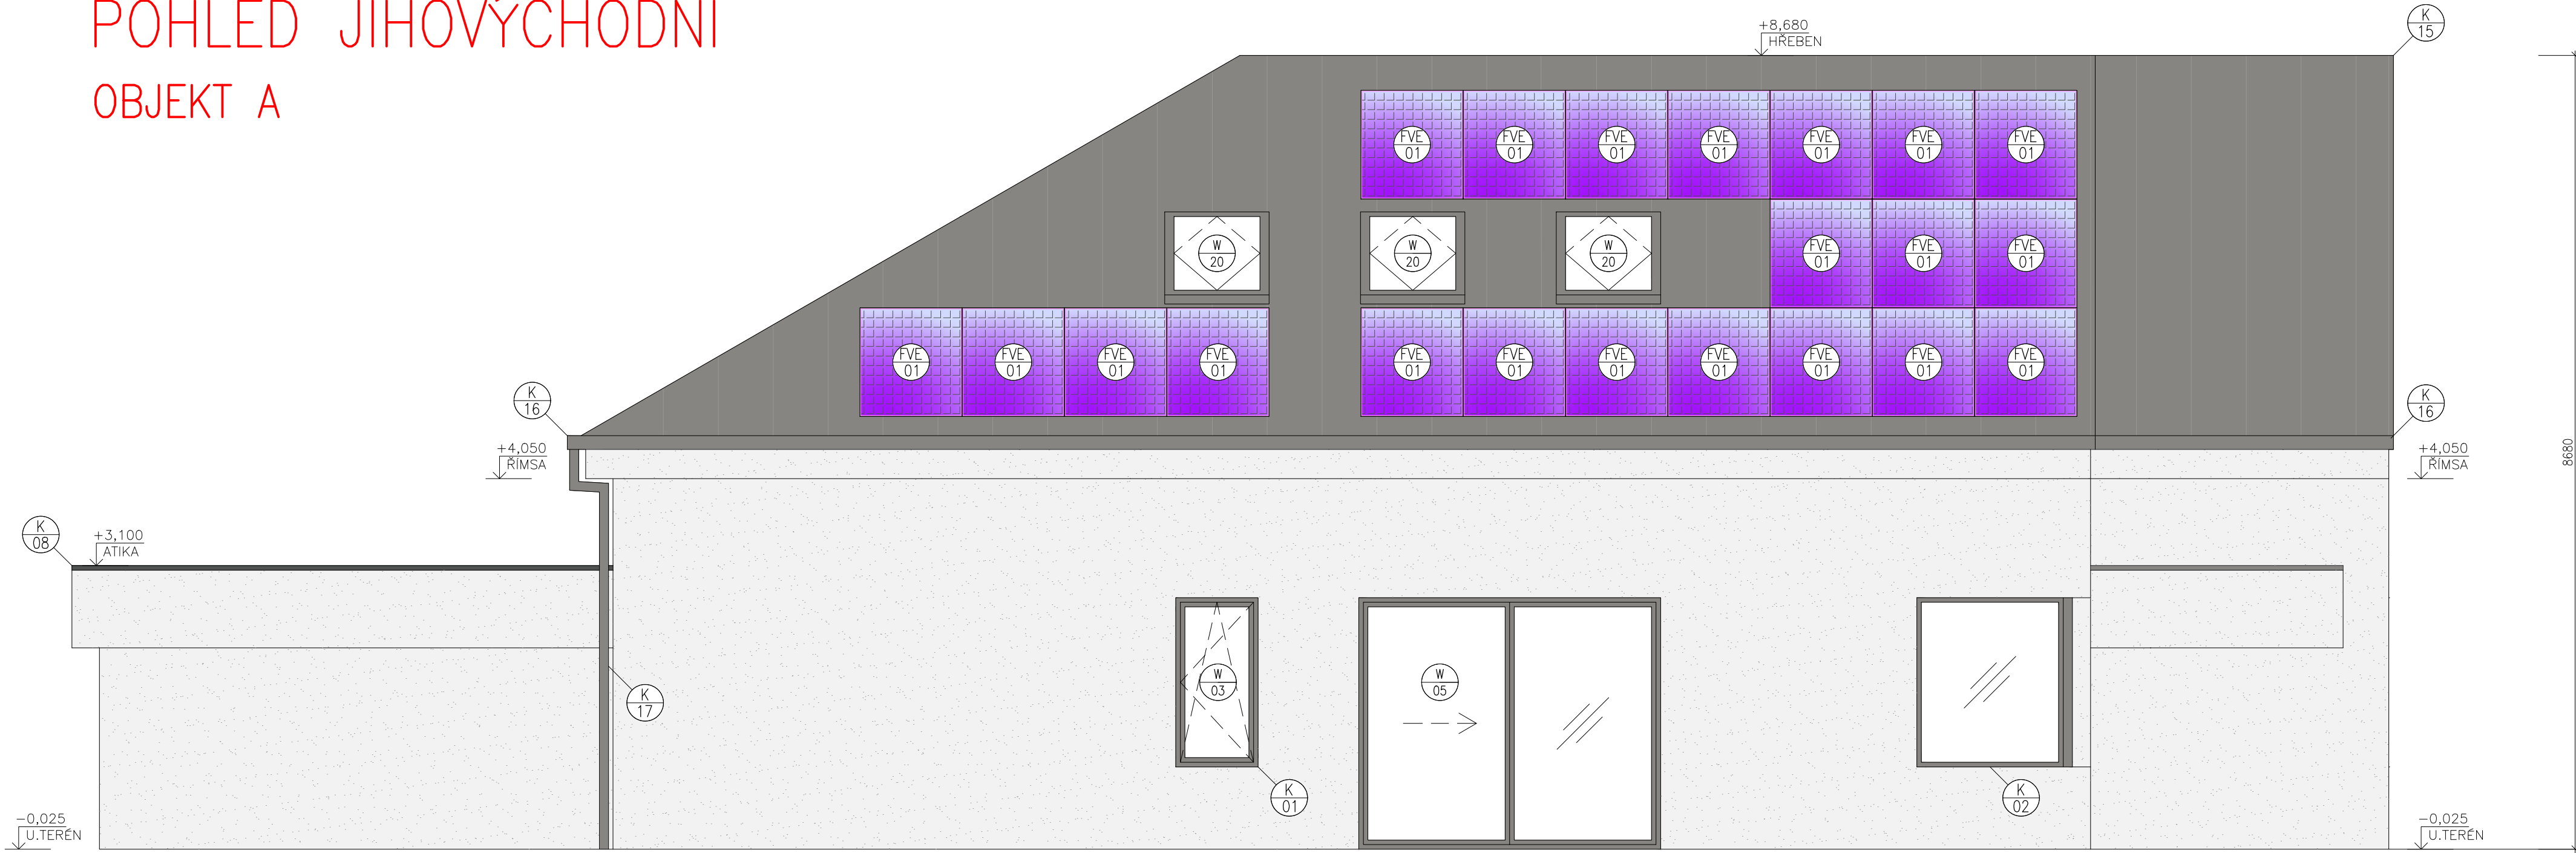 POHLED JIHOVÝCHODNÍ
OBJEKT A
+8,680
HŘEBEN
K
15
FVE
01
FVE
01
FVE
01
FVE
01
FVE
01
FVE
01
FVE
01
W
20
W
20
W
20
FVE
01
FVE
01
FVE
01
FVE
01
FVE
01
FVE
01
FVE
01
FVE
01
FVE
01
FVE
01
FVE
01
FVE
01
FVE
01
FVE
01
K
16
K
16
+4,050
ŘÍMSA
+4,050
ŘÍMSA
8680
K
08
+3,100
ATIKA
K
17
W
03
W
05
K
01
K
02
-0,025
U.TERÉN
-0,025
U.TERÉN